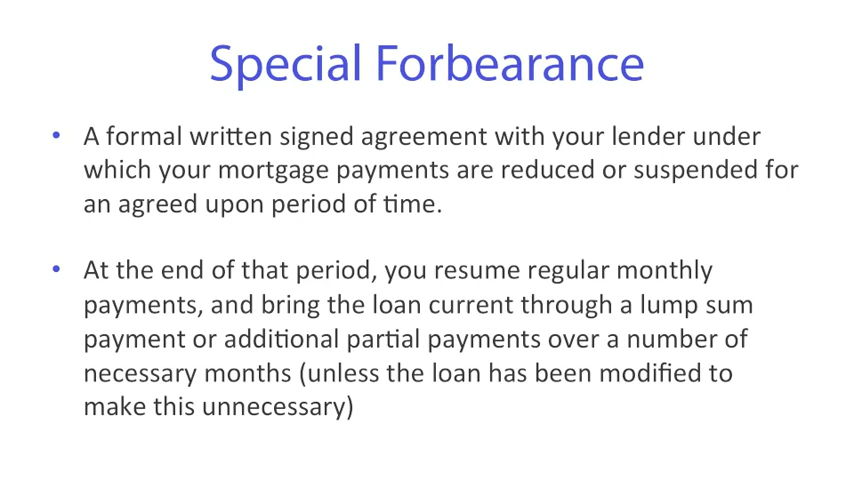 Special Forbearance
• A formal written signed agreement with your lender under
which your mortgage payments are reduced or suspended for
an agreed upon period of time.
• At the end of that period, you resume regular monthly
payments, and bring the loan current through a lump sum
payment or additional partial payments over a number of
necessary months (unless the loan has been modified to
make this unnecessary)